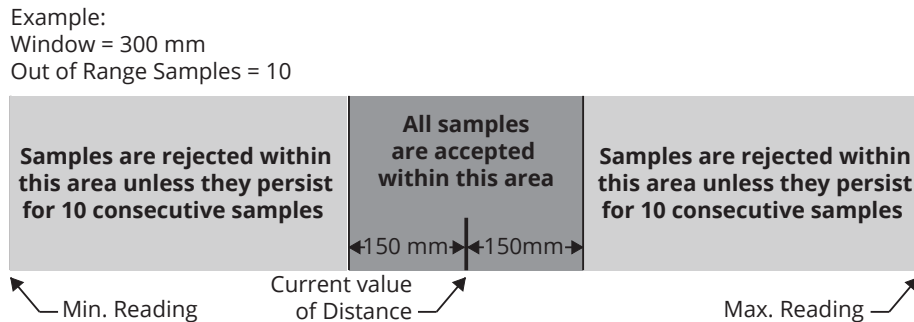 Example:
Window = 300 mm
Out of Range Samples = 10
Samples are rejected within
this area unless they persist
for 10 consecutive samples
All samples
are accepted
within this area
Samples are rejected within
this area unless they persist
for 10 consecutive samples
150 mm
150mm
Min. Reading
Current value
of Distance
Max. Reading